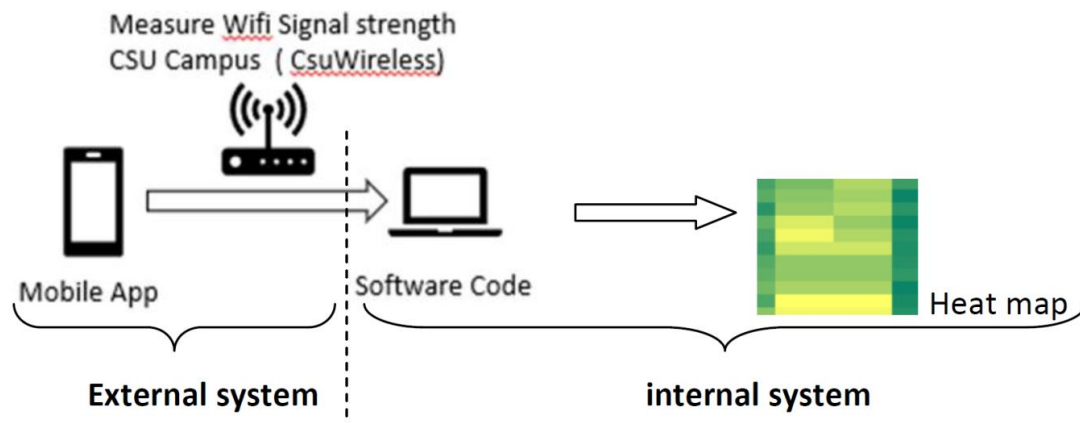 Measure Wifi Signal strength
CSU Campus ( CsuWireless)
Mobile App
Software Code
Heat map
External system
internal system